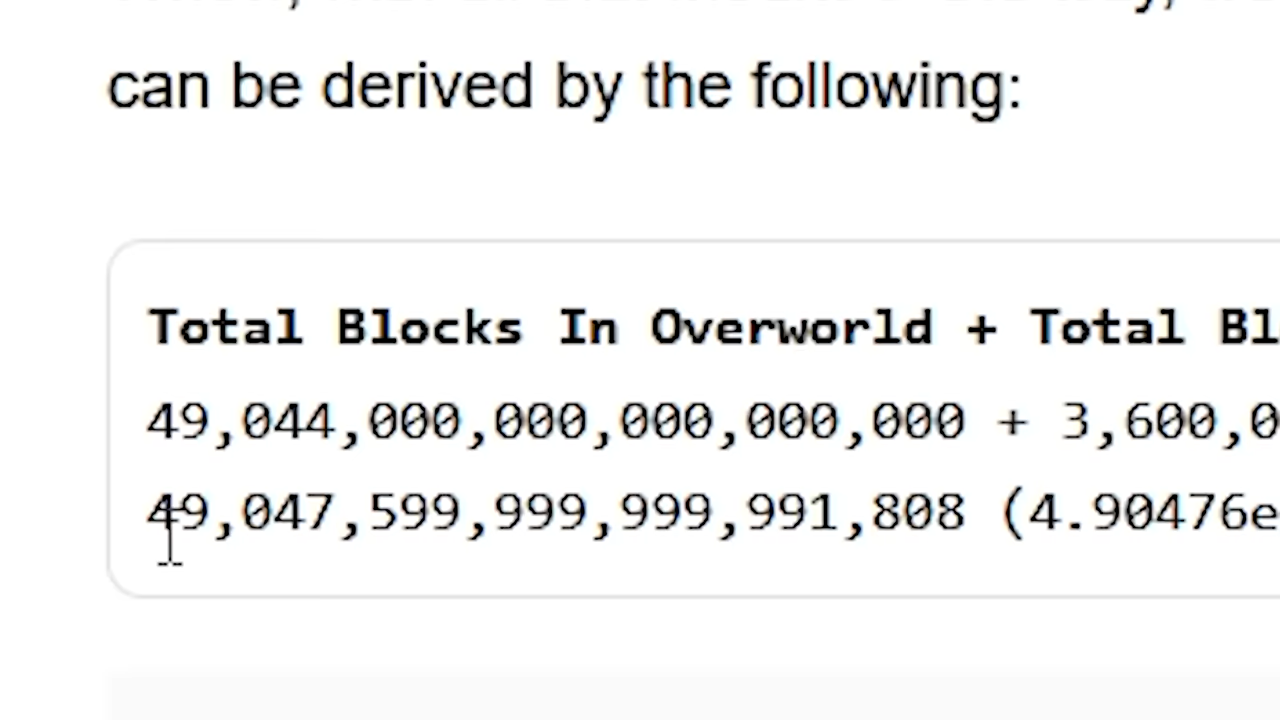 can be derived by the following:
Total Blocks In Overworld + Total Bl
49,044,000,000,000,000,000 + 3,600,0
49,047,599,999,999,991,808 (4.90476e